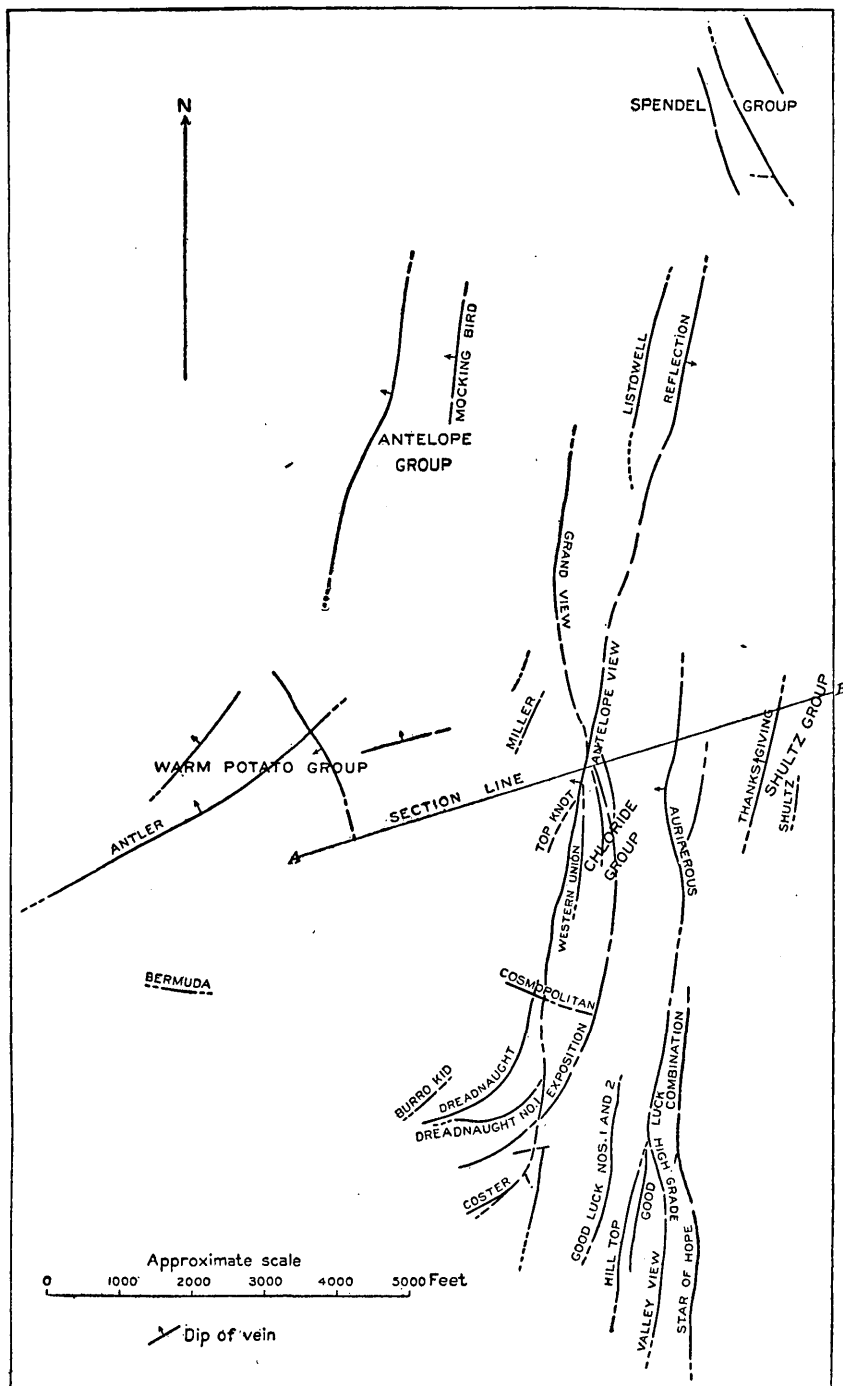 N
SPENDEL GROUP
MOCKING BIRD
LISTOWELL
REFLECTION
ANTELOPE
GROUP
GRAND VIEW
ANTELOPE VIEW
MILLER
THANKSGIVING
SHULTZ GROUP
SHULTZ
WARM POTATO GROUP
SECTION LINE
TOP KNOT
CHLORIDE
GROUP
AURIFEROUS
ANTLER
A
WESTERN UNION
BERMUDA
COSMOPOLITAN
EXPOSITION
BURRO KID
DREADNAUGHT
DREADNAUGHT NO.1
COSTER
GOOD LUCK NOS. 1 AND 2
COMBINATION
HIGH GRADE
GOOD LUCK
HILL TOP
VALLEY VIEW
STAR OF HOPE
Approximate scale
0 1000 2000 3000 4000 5000 Feet
Dip of vein